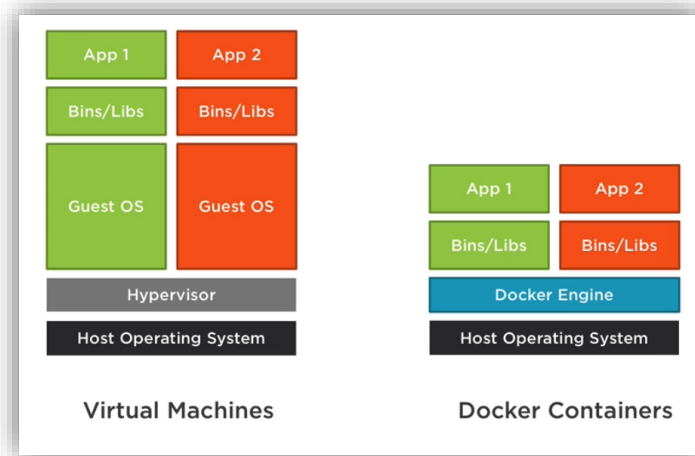 App 1
App 2
Bins/Libs
Bins/Libs
Guest OS
Guest OS
Hypervisor
Host Operating System
Virtual Machines
App 1
App 2
Bins/Libs
Bins/Libs
Docker Engine
Host Operating System
Docker Containers